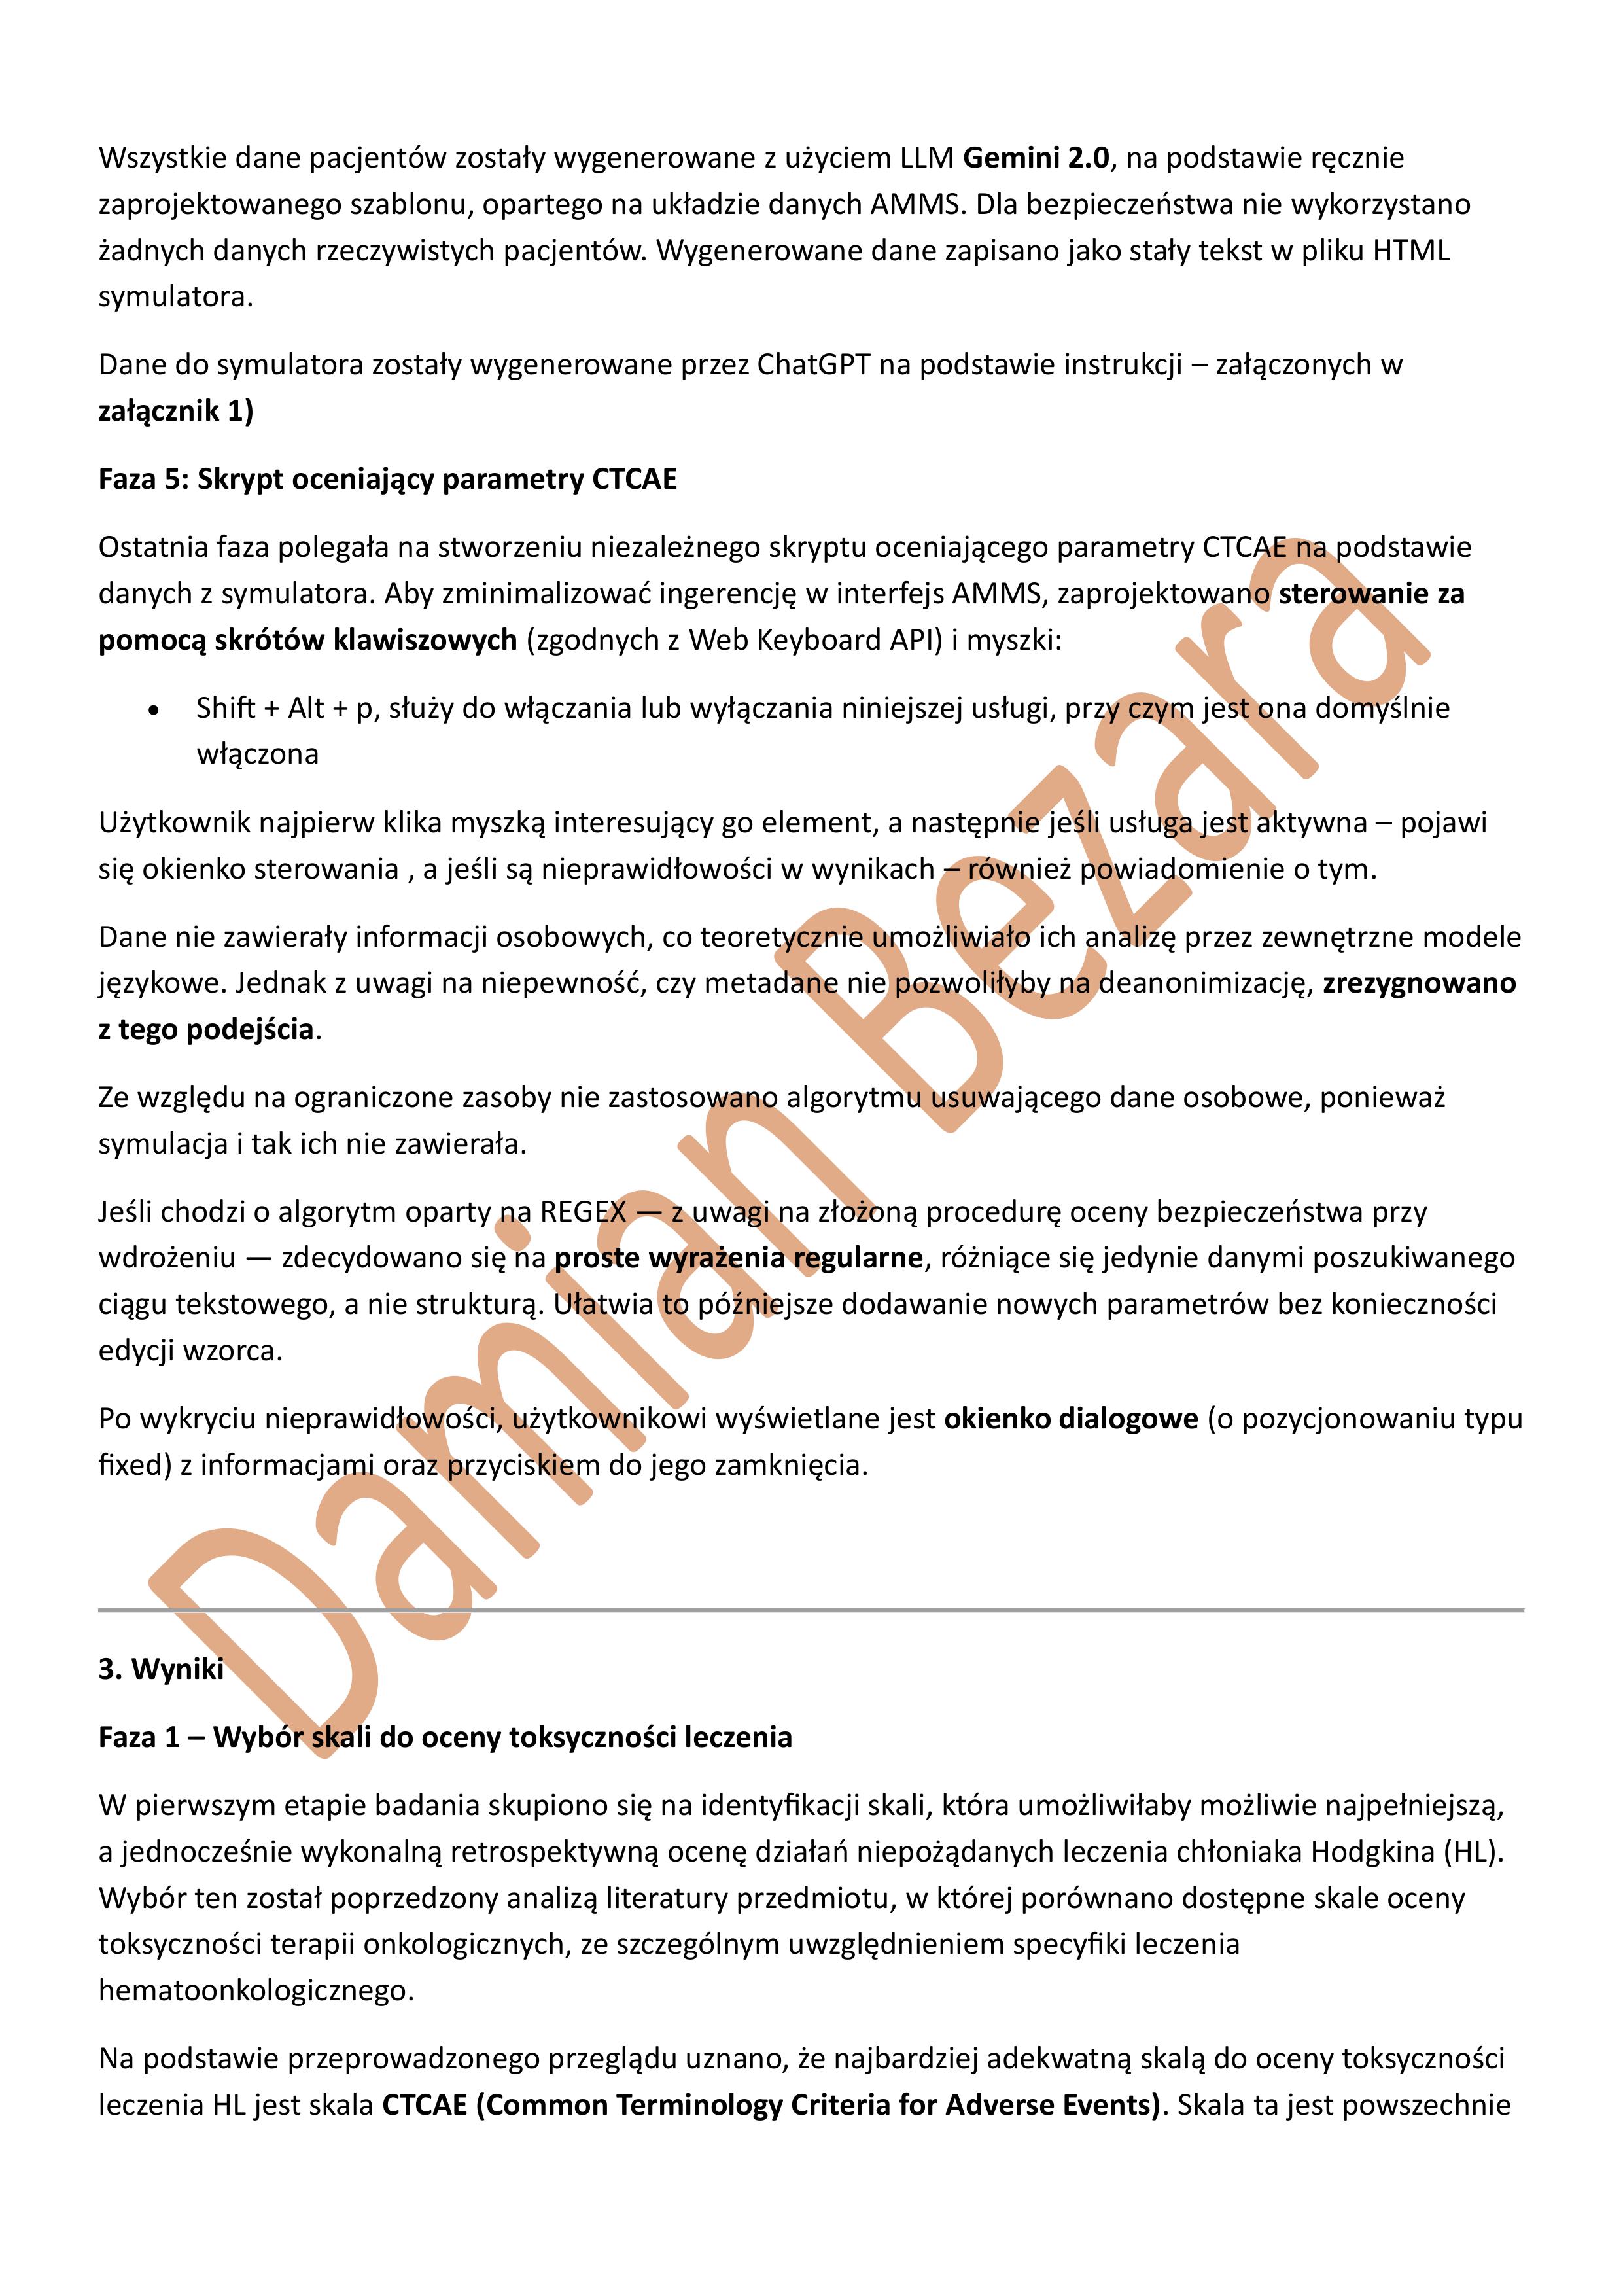 Wszystkie dane pacjentów zostały wygenerowane z użyciem LLM Gemini 2.0, na podstawie ręcznie
zaprojektowanego szablonu, opartego na układzie danych AMMS. Dla bezpieczeństwa nie wykorzystano
żadnych danych rzeczywistych pacjentów. Wygenerowane dane zapisano jako stały tekst w pliku HTML
symulatora.
Dane do symulatora zostały wygenerowane przez ChatGPT na podstawie instrukcji – załączonych w
załącznik 1)
Faza 5: Skrypt oceniający parametry CTCAE
Ostatnia faza polegała na stworzeniu niezależnego skryptu oceniającego parametry CTCAE na podstawie
danych z symulatora. Aby zminimalizować ingerencję w interfejs AMMS, zaprojektowano sterowanie za
pomocą skrótów klawiszowych (zgodnych z Web Keyboard API) i myszki:
• Shift + Alt + p, służy do włączania lub wyłączania niniejszej usługi, przy czym jest ona domyślnie
włączona
Użytkownik najpierw klika myszką interesujący go element, a następnie jeśli usługa jest aktywna – pojawi
się okienko sterowania , a jeśli są nieprawidłowości w wynikach – również powiadomienie o tym.
Dane nie zawierały informacji osobowych, co teoretycznie umożliwiało ich analizę przez zewnętrzne modele
językowe. Jednak z uwagi na niepewność, czy metadane nie pozwoliłyby na deanonimizację, zrezygnowano
z tego podejścia.
Ze względu na ograniczone zasoby nie zastosowano algorytmu usuwającego dane osobowe, ponieważ
symulacja i tak ich nie zawierała.
Jeśli chodzi o algorytm oparty na REGEX — z uwagi na złożoną procedurę oceny bezpieczeństwa przy
wdrożeniu — zdecydowano się na proste wyrażenia regularne, różniące się jedynie danymi poszukiwanego
ciągu tekstowego, a nie strukturą. Ułatwia to późniejsze dodawanie nowych parametrów bez konieczności
edycji wzorca.
Po wykryciu nieprawidłowości, użytkownikowi wyświetlane jest okienko dialogowe (o pozycjonowaniu typu
fixed) z informacjami oraz przyciskiem do jego zamknięcia.
Damian Bezara
3. Wyniki
Faza 1 – Wybór skali do oceny toksyczności leczenia
W pierwszym etapie badania skupiono się na identyfikacji skali, która umożliwiłaby możliwie najpełniejszą,
a jednocześnie wykonalną retrospektywną ocenę działań niepożądanych leczenia chłoniaka Hodgkina (HL).
Wybór ten został poprzedzony analizą literatury przedmiotu, w której porównano dostępne skale oceny
toksyczności terapii onkologicznych, ze szczególnym uwzględnieniem specyfiki leczenia
hematoonkologicznego.
Na podstawie przeprowadzonego przeglądu uznano, że najbardziej adekwatną skalą do oceny toksyczności
leczenia HL jest skala CTCAE (Common Terminology Criteria for Adverse Events). Skala ta jest powszechnie